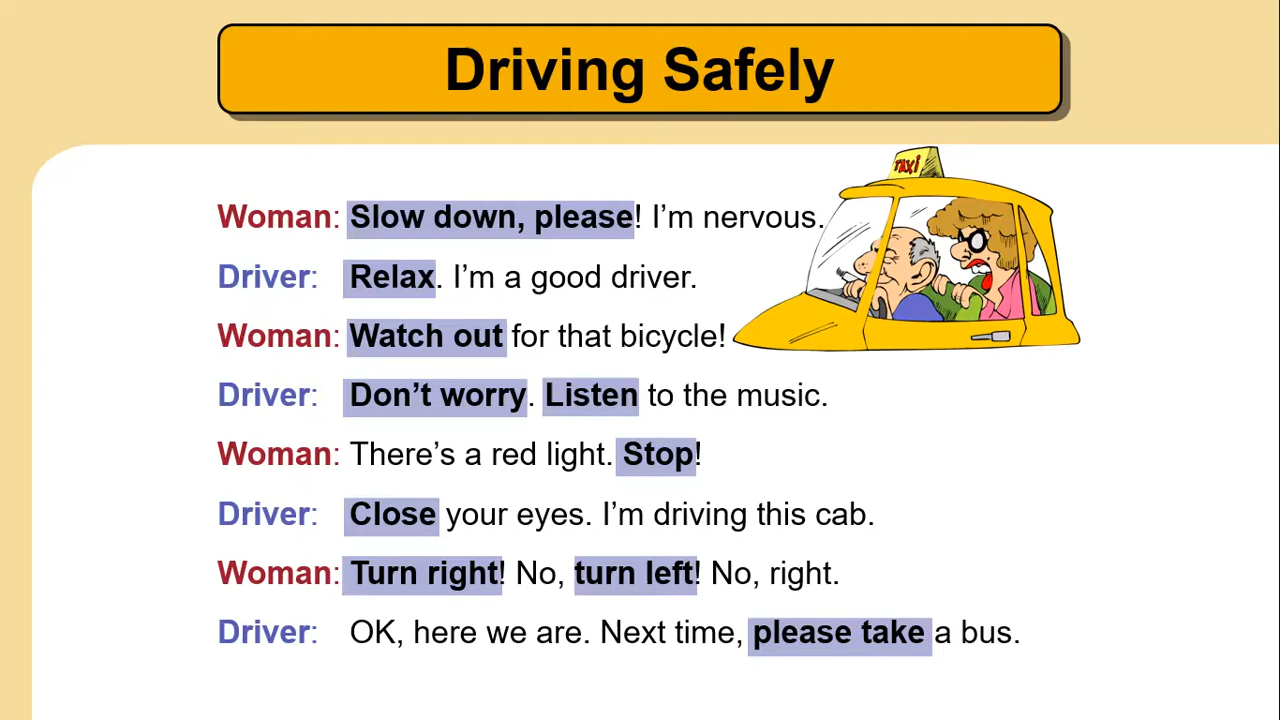 Driving Safely
TAXI
Woman: Slow down, please! I’m nervous.
Driver: Relax. I’m a good driver.
Woman: Watch out for that bicycle!
Driver: Don’t worry. Listen to the music.
Woman: There’s a red light. Stop!
Driver: Close your eyes. I’m driving this cab.
Woman: Turn right! No, turn left! No, right.
Driver: OK, here we are. Next time, please take a bus.